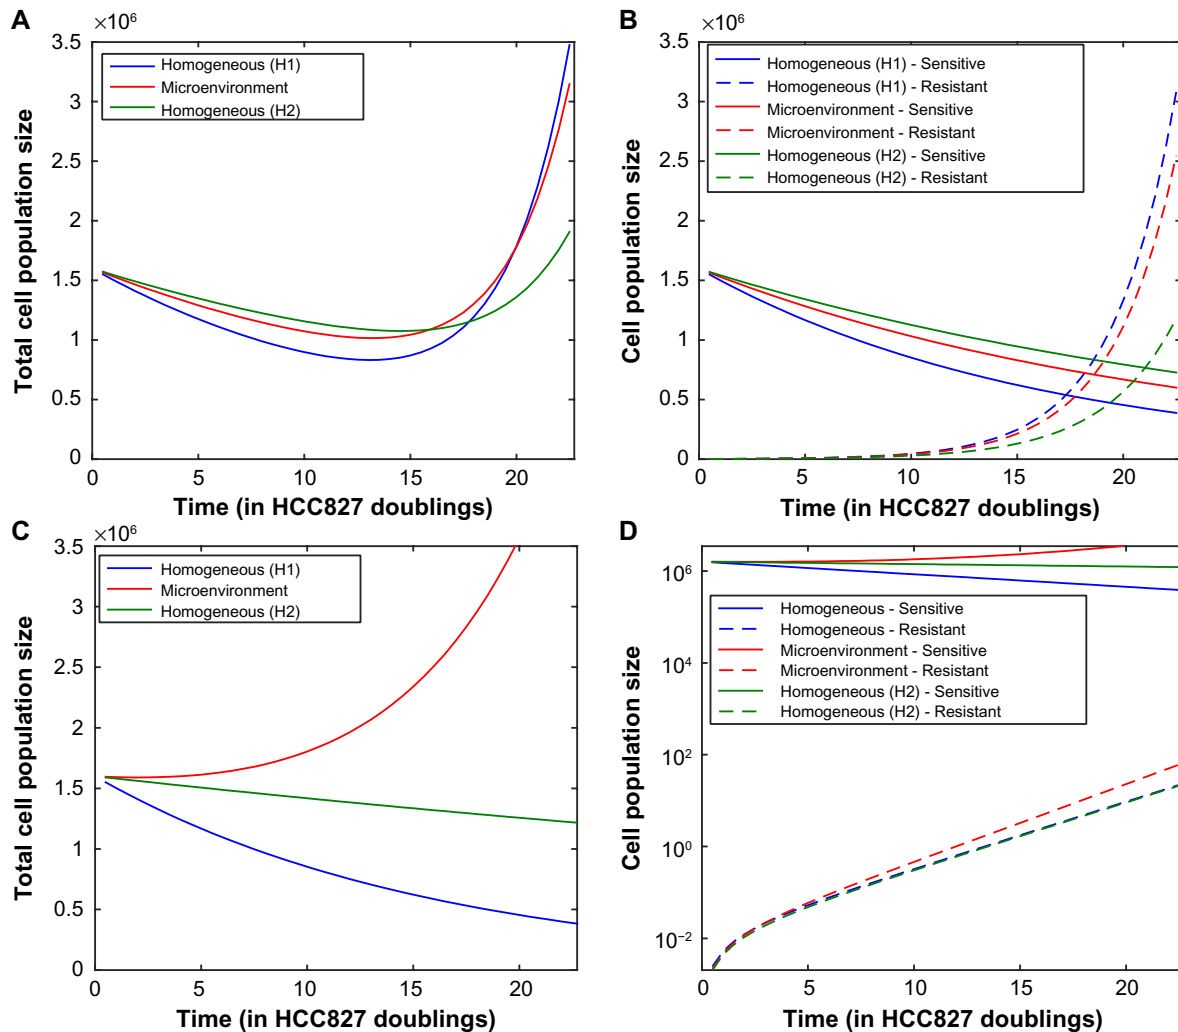 A
×10⁶
3.5
3
2.5
2
1.5
1
0.5
0
Total cell population size
Homogeneous (H1)
Microenvironment
Homogeneous (H2)
0 5 10 15 20
Time (in HCC827 doublings)
B
×10⁶
3.5
3
2.5
2
1.5
1
0.5
0
Cell population size
Homogeneous (H1) - Sensitive
Homogeneous (H1) - Resistant
Microenvironment - Sensitive
Microenvironment - Resistant
Homogeneous (H2) - Sensitive
Homogeneous (H2) - Resistant
0 5 10 15 20
Time (in HCC827 doublings)
C
×10⁶
3.5
3
2.5
2
1.5
1
0.5
0
Total cell population size
Homogeneous (H1)
Microenvironment
Homogeneous (H2)
0 5 10 15 20
Time (in HCC827 doublings)
D
10⁶
10⁴
10²
10⁰
10⁻²
Cell population size
Homogeneous - Sensitive
Homogeneous - Resistant
Microenvironment - Sensitive
Microenvironment - Resistant
Homogeneous (H2) - Sensitive
Homogeneous (H2) - Resistant
0 5 10 15 20
Time (in HCC827 doublings)